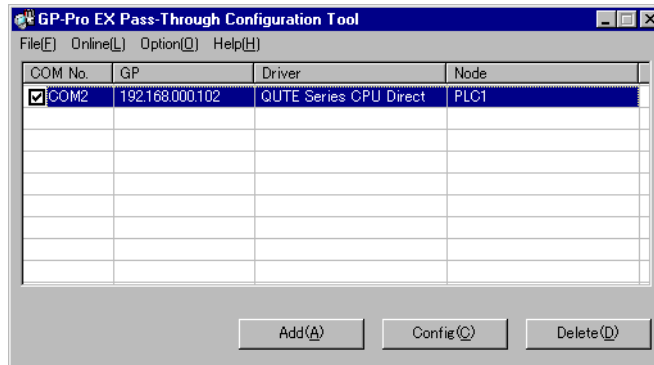 GP-Pro EX Pass-Through Configuration Tool
File(F) Online(L) Option(O) Help(H)
COM No. GP Driver Node
COM2 192.168.000.102 QUTE Series CPU Direct PLC1
Add(A) Config(C) Delete(D)